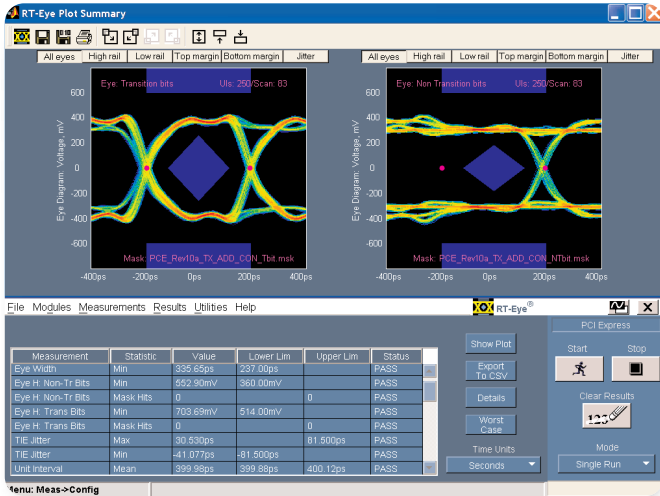 RT-Eye Plot Summary
All eyes High rail Low rail Top margin Bottom margin Jitter
All eyes High rail Low rail Top margin Bottom margin Jitter
Eye: Transition bits UIs: 250/Scan: 83
Eye: Non Transition bits UIs: 250/Scan: 83
Eye Diagram: Voltage, mV
600
400
200
0
-200
-400
-600
Mask: PCE_Rev10a_TX_ADD_CON_Tbit.msk
-400ps -200ps 0ps 200ps 400ps
Eye Diagram: Voltage, mV
600
400
200
0
-200
-400
-600
Mask: PCE_Rev10a_TX_ADD_CON_NTbit.msk
-400ps -200ps 0ps 200ps 400ps
File Modules Measurements Results Utilities Help
RT-Eye®
X
Measurement Statistic Value Lower Lim Upper Lim Status
Eye Width Min 335.65ps 237.00ps PASS
Eye H: Non-Tr Bits Min 552.90mV 360.00mV PASS
Eye H: Non-Tr Bits Mask Hits 0 0 PASS
Eye H: Trans Bits Min 703.69mV 514.00mV PASS
Eye H: Trans Bits Mask Hits 0 0 PASS
TIE Jitter Max 30.530ps 81.500ps PASS
TIE Jitter Min -41.077ps -81.500ps PASS
Unit Interval Mean 399.98ps 399.88ps 400.12ps PASS
Show Plot
Export
To CSV
Details
Worst
Case
Time Units
Seconds
PCI Express
Start Stop
Clear Results
123
Mode
Single Run
Menu: Meas->Config